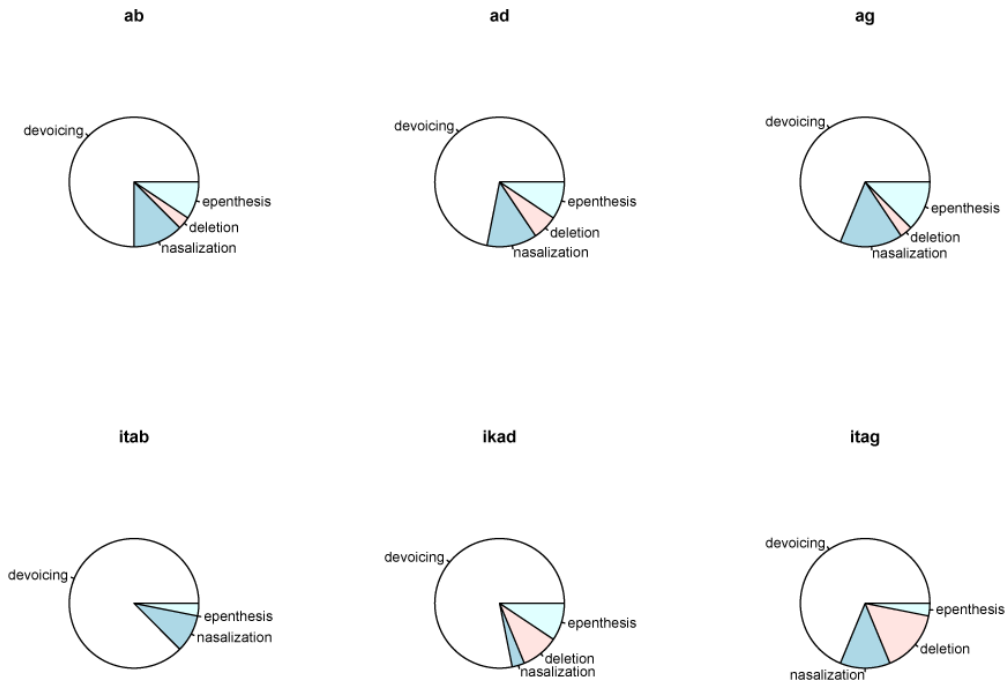 ab
devoicing
epenthesis
deletion
nasalization
ad
devoicing
epenthesis
deletion
nasalization
ag
devoicing
epenthesis
deletion
nasalization
itab
devoicing
epenthesis
nasalization
ikad
devoicing
epenthesis
deletion
nasalization
itag
devoicing
epenthesis
deletion
nasalization